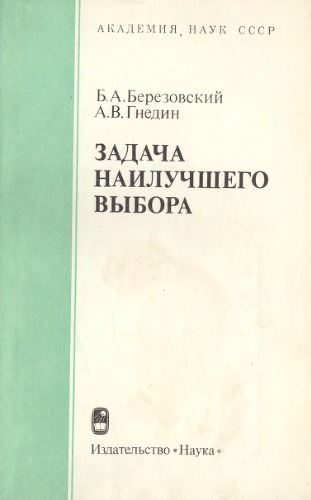 АКАДЕМИЯ НАУК СССР
Б.А.Березовский
А.В.Гнедин
ЗАДАЧА
НАИЛУЧШЕГО
ВЫБОРА
Издательство «Наука»